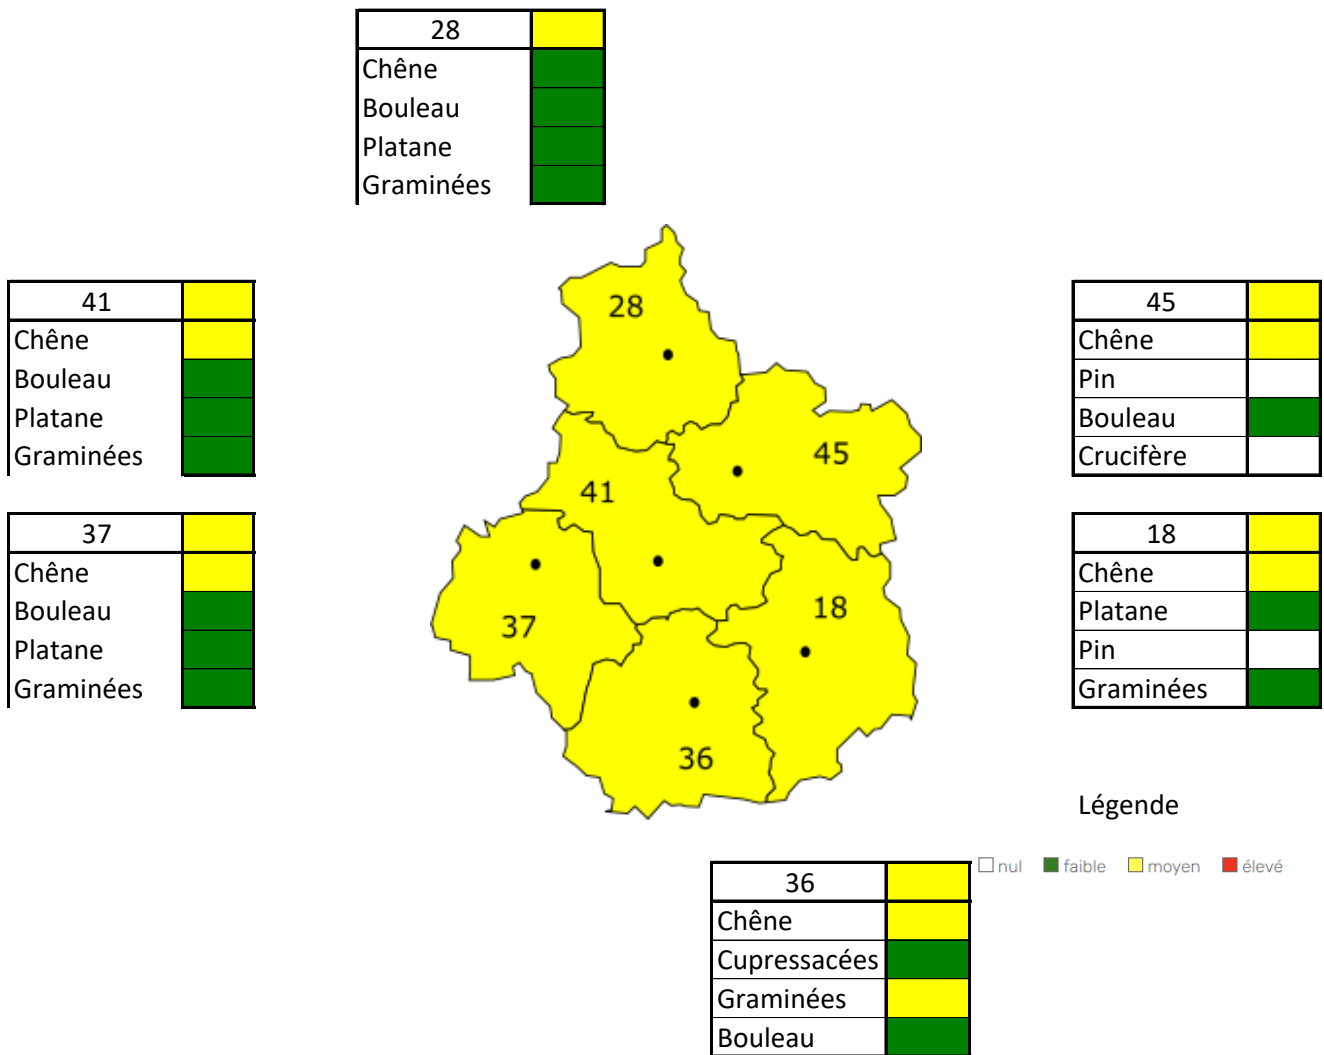 28
Chêne
Bouleau
Platane
Graminées
41
Chêne
Bouleau
Platane
Graminées
37
Chêne
Bouleau
Platane
Graminées
28
45
41
37
18
36
45
Chêne
Pin
Bouleau
Crucifère
18
Chêne
Platane
Pin
Graminées
Légende
nul faible moyen élevé
36
Chêne
Cupressacées
Graminées
Bouleau